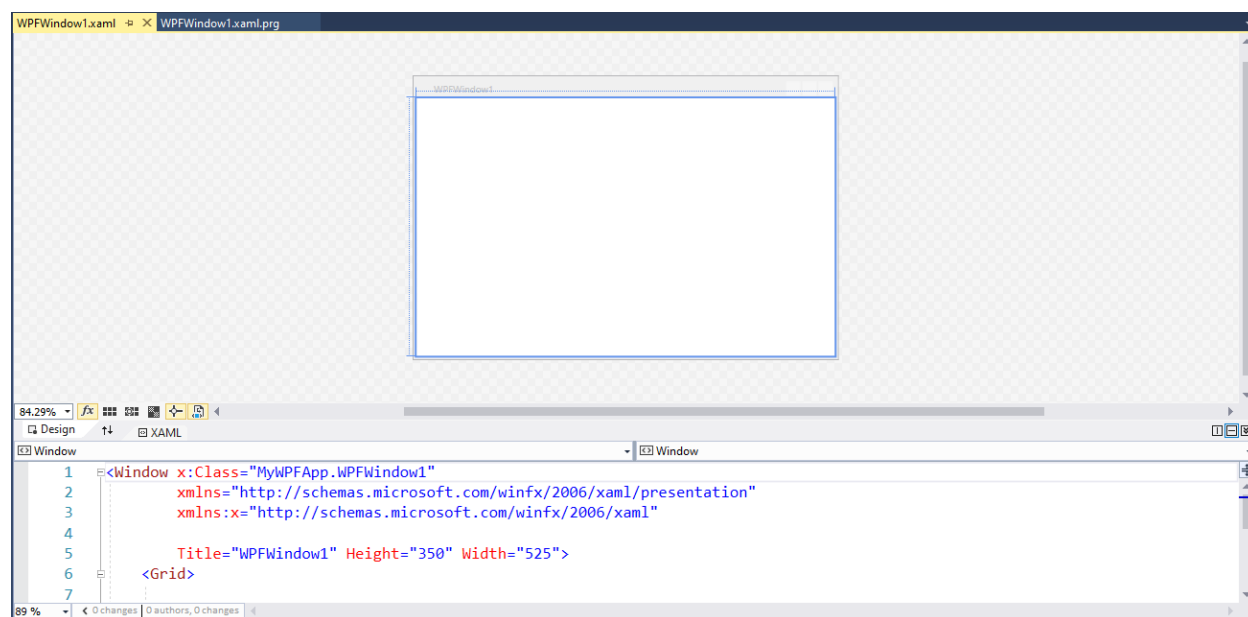 WPFWindow1.xaml WPFWindow1.xaml.prg
WPFWindow1
84.29% fx
Design XAML
Window Window
1 <Window x:Class="MyWPFApp.WPFWindow1"
2 xmlns="http://schemas.microsoft.com/winfx/2006/xaml/presentation"
3 xmlns:x="http://schemas.microsoft.com/winfx/2006/xaml"
4
5 Title="WPFWindow1" Height="350" Width="525">
6 <Grid>
7
89 % 0 changes 0 authors, 0 changes